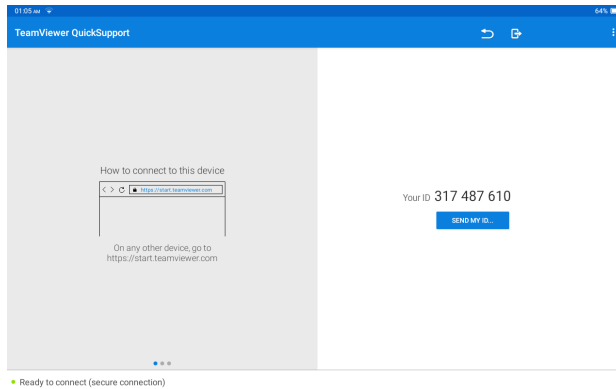 01:05 AM
64%
TeamViewer QuickSupport
How to connect to this device
https://start.teamviewer.com
On any other device, go to
https://start.teamviewer.com
Your ID 317 487 610
SEND MY ID...
Ready to connect (secure connection)